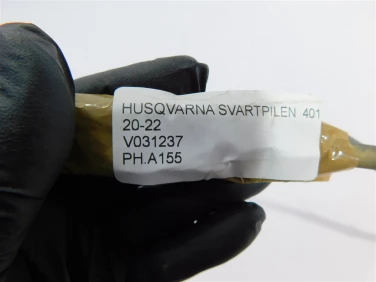 HUSQVARNA SVARTPILEN 401
20-22
V031237
PH.A155